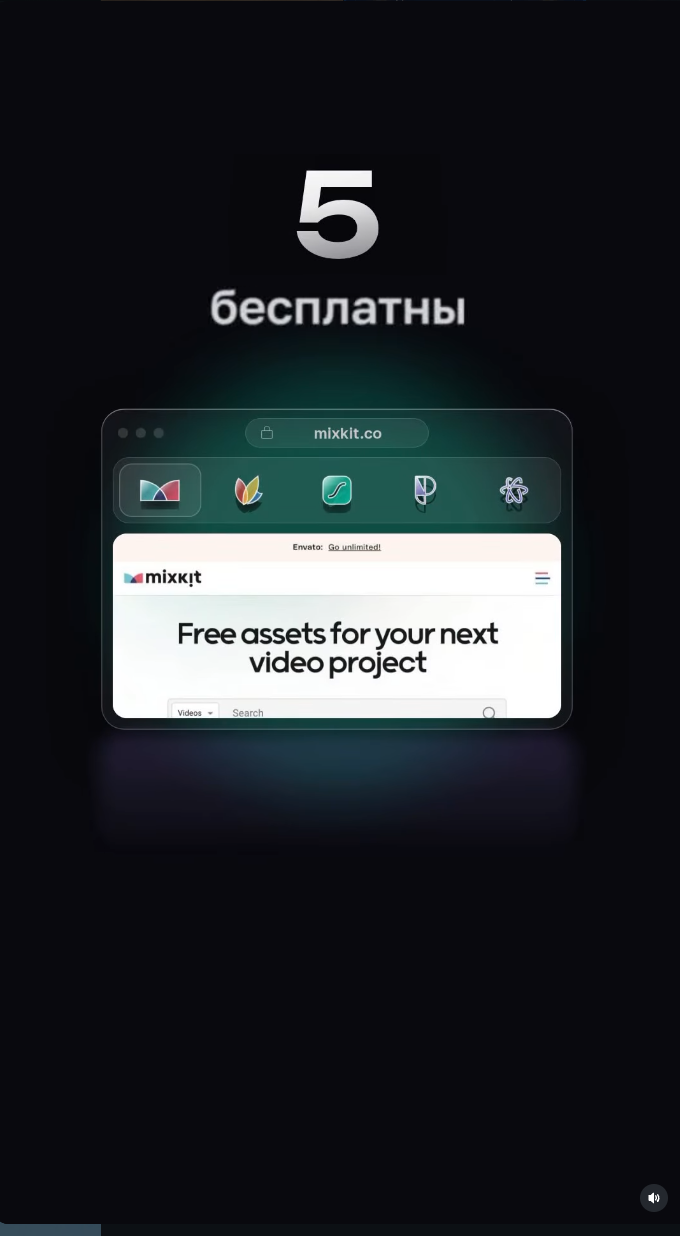 5
бесплатны
mixkit.co
Envato: Go unlimited!
mixkit
Free assets for your next
video project
Videos Search